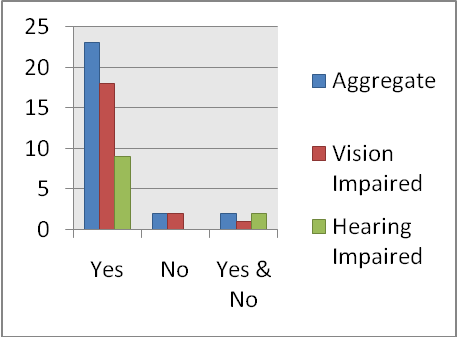 25
20
15
10
5
0
Yes
No
Yes &
No
Aggregate
Vision
Impaired
Hearing
Impaired